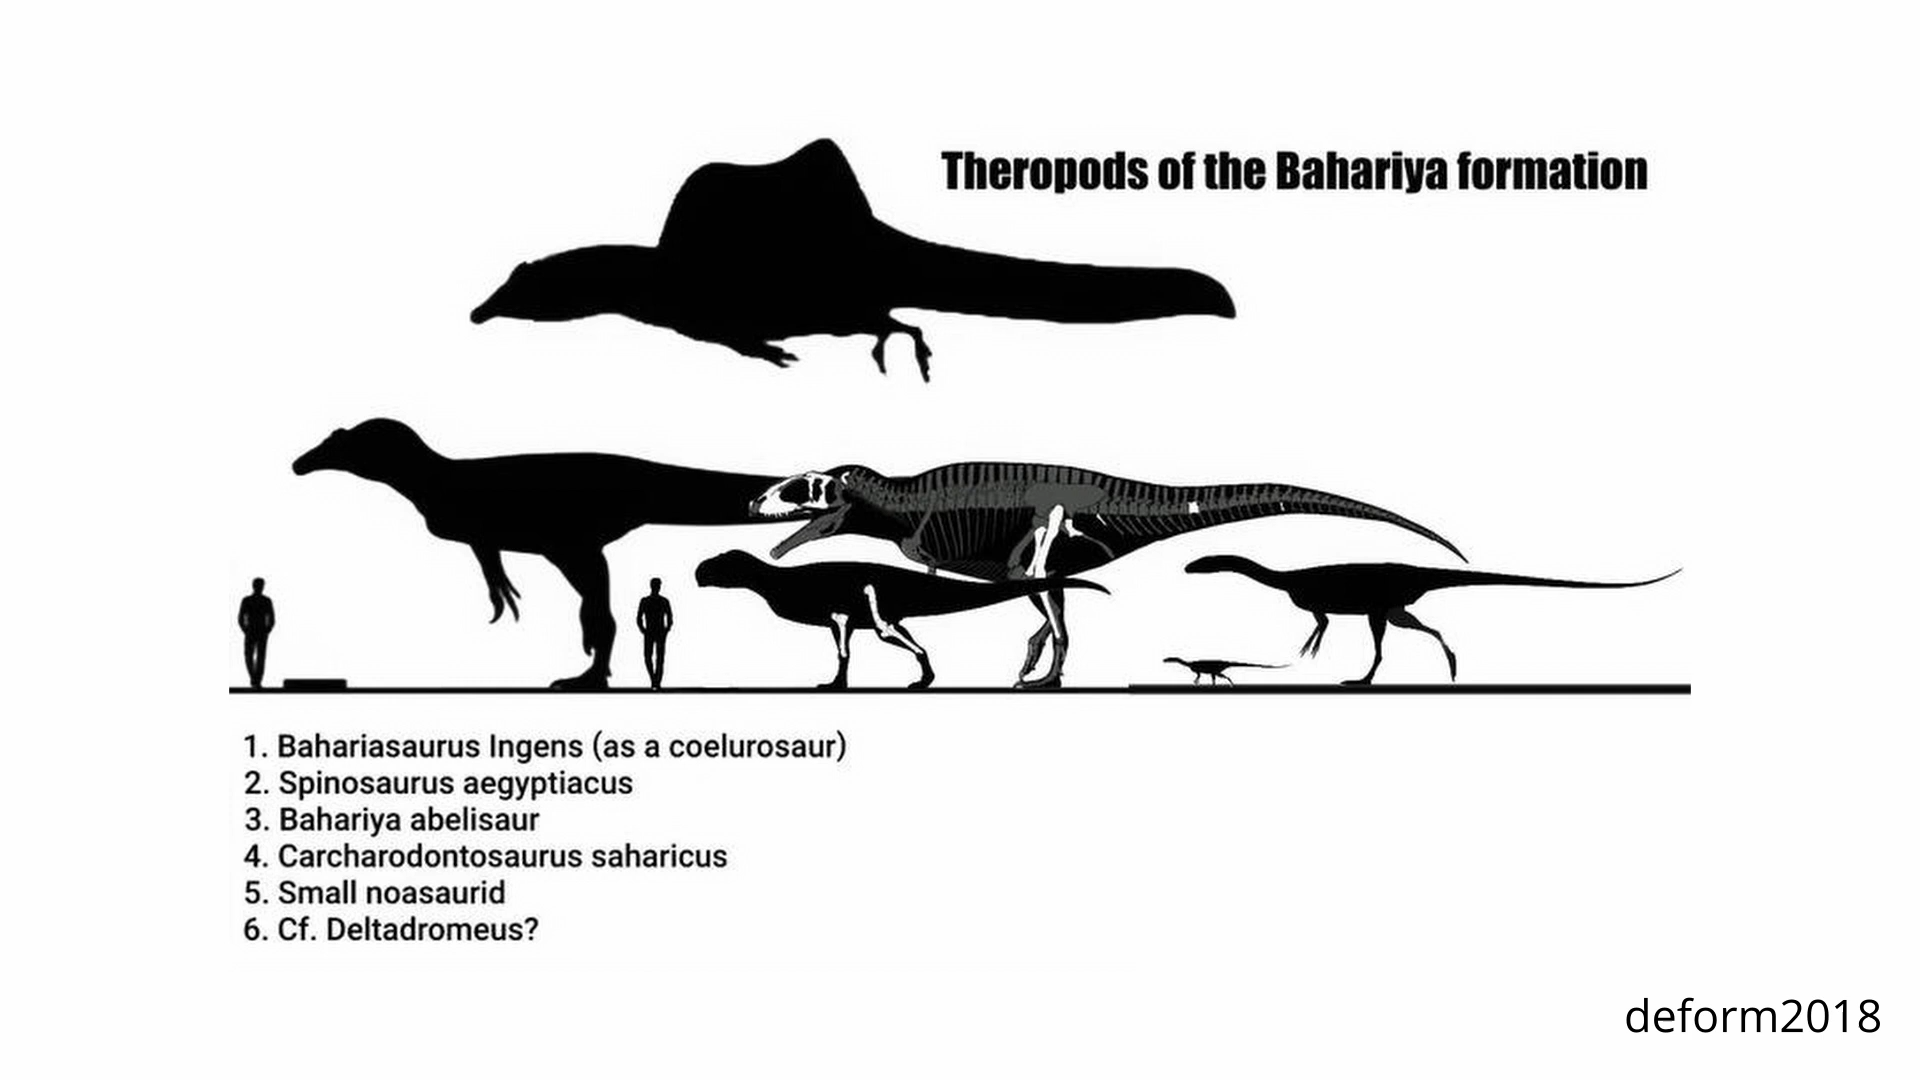 Theropods of the Bahariya formation
1. Bahariasaurus Ingens (as a coelurosaur)
2. Spinosaurus aegyptiacus
3. Bahariya abelisaur
4. Carcharodontosaurus saharicus
5. Small noasaurid
6. Cf. Deltadromeus?
deform2018